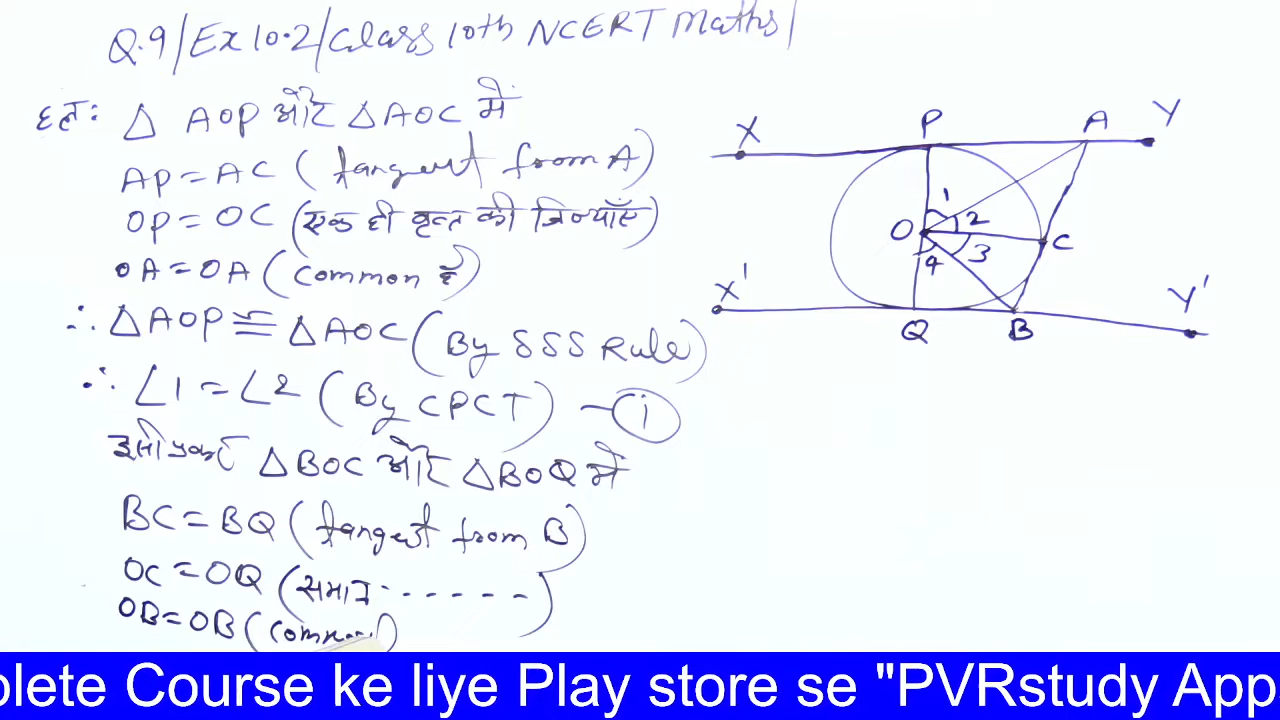 Q.9/Ex 10.2/Class 10th NCERT Maths/
हल: △ AOP और △AOC में
AP = AC (tangent from A)
OP = OC (एक ही वृत्त की त्रिज्याएँ)
OA = OA (common है)
∴ △AOP ≅ △AOC (By SSS Rule)
∴ ∠1 = ∠2 (By CPCT) – (i)
इसी प्रकार △BOC और △BOQ में
BC = BQ (tangent from B)
OC = OQ (समान - - - - - -)
OB = OB (common)
X P A Y
1
O 2 C
3
4
X' Y'
Q B
plete Course ke liye Play store se "PVRstudy App